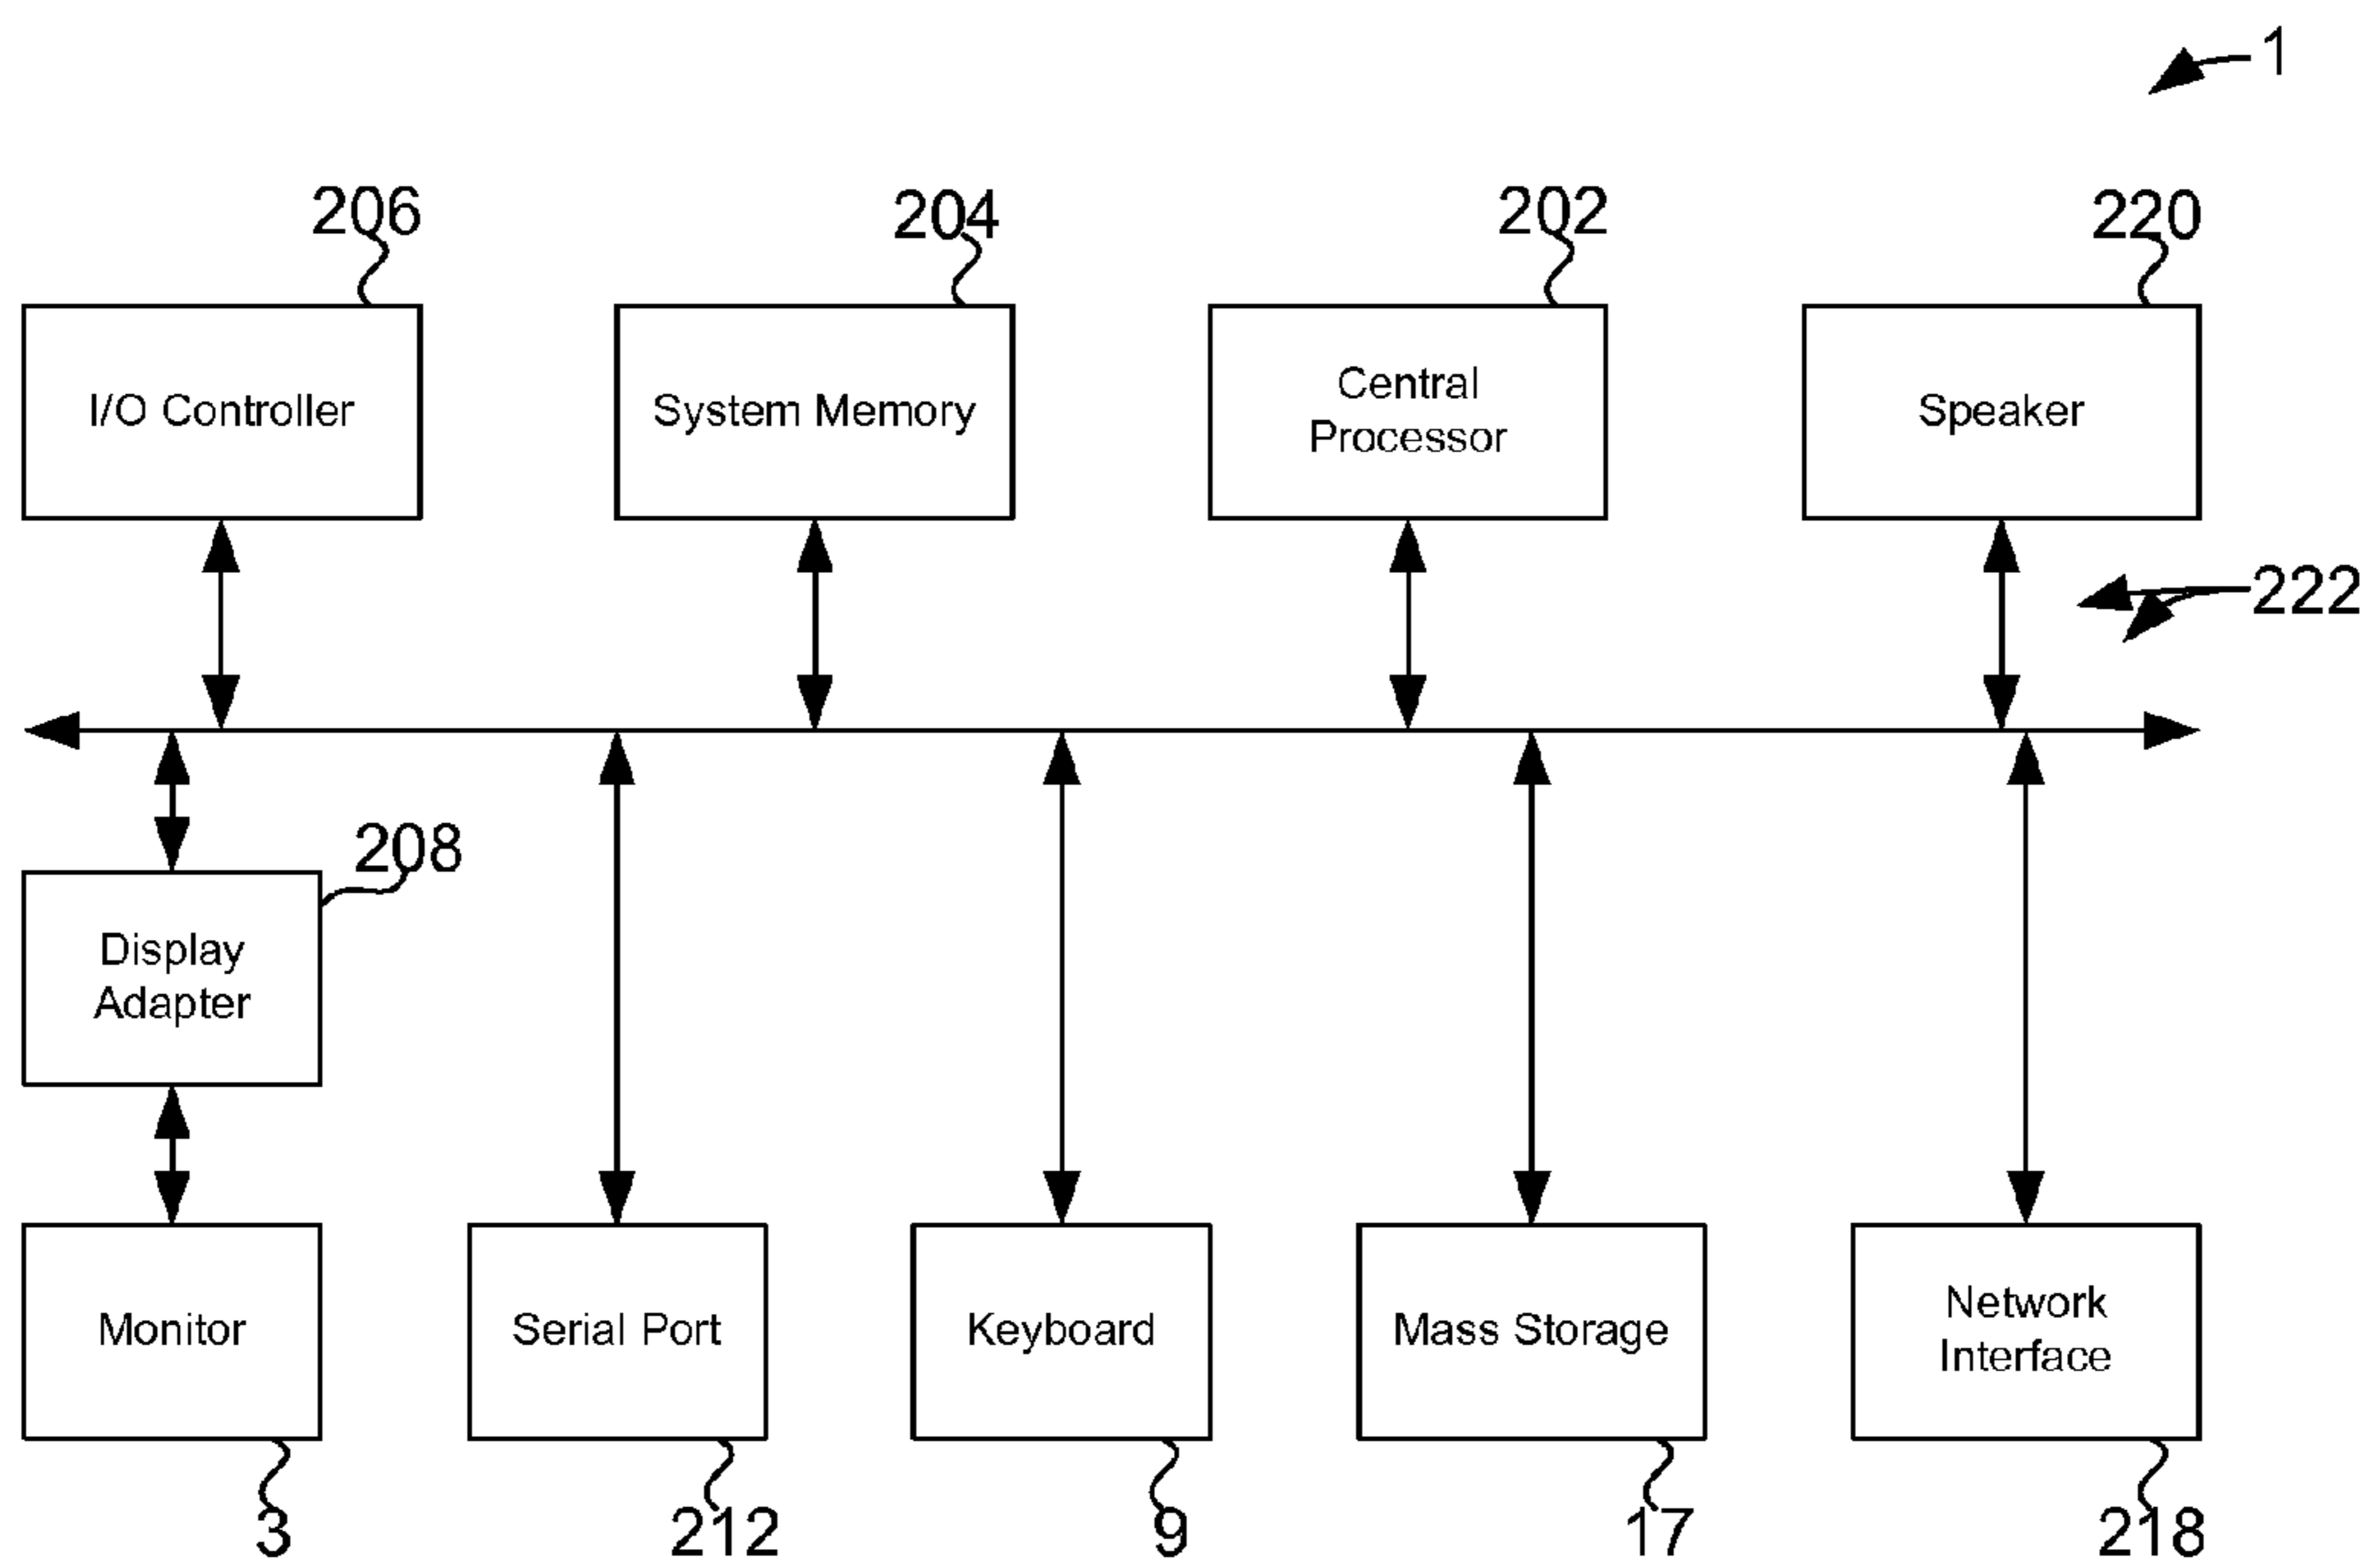 1
206
204
202
220
I/O Controller
System Memory
Central
Processor
Speaker
222
208
Display
Adapter
Monitor
Serial Port
Keyboard
Mass Storage
Network
Interface
3
212
9
17
218